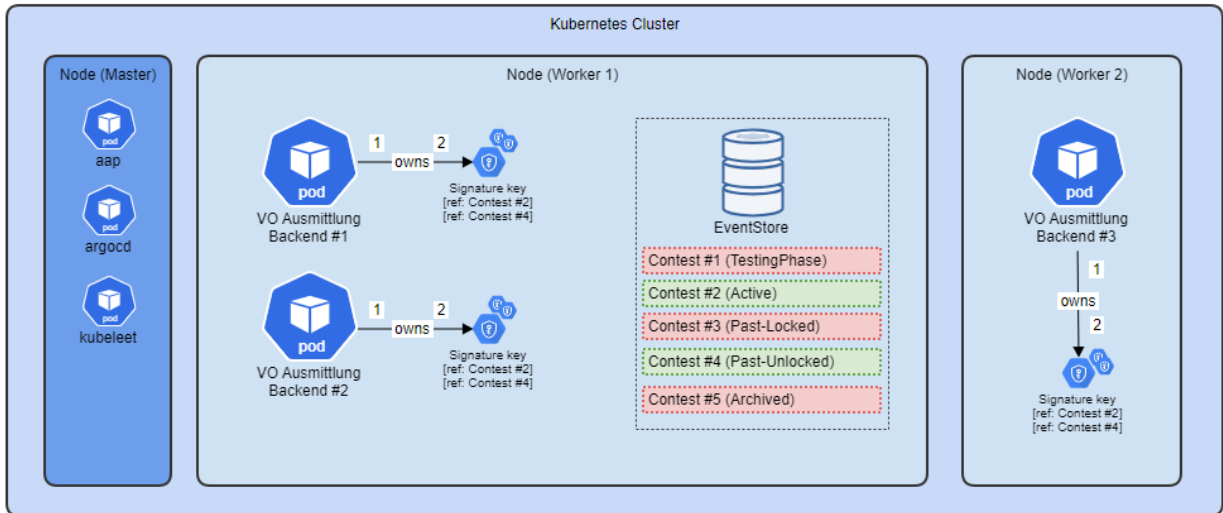 Kubernetes Cluster
Node (Master)
pod
aap
pod
argocd
pod
kubeleet
Node (Worker 1)
pod
VO Ausmittlung
Backend #1
1
2
owns
Signature key
[ref: Contest #2]
[ref: Contest #4]
pod
VO Ausmittlung
Backend #2
1
2
owns
Signature key
[ref: Contest #2]
[ref: Contest #4]
EventStore
Contest #1 (TestingPhase)
Contest #2 (Active)
Contest #3 (Past-Locked)
Contest #4 (Past-Unlocked)
Contest #5 (Archived)
Node (Worker 2)
pod
VO Ausmittlung
Backend #3
1
owns
2
Signature key
[ref: Contest #2]
[ref: Contest #4]